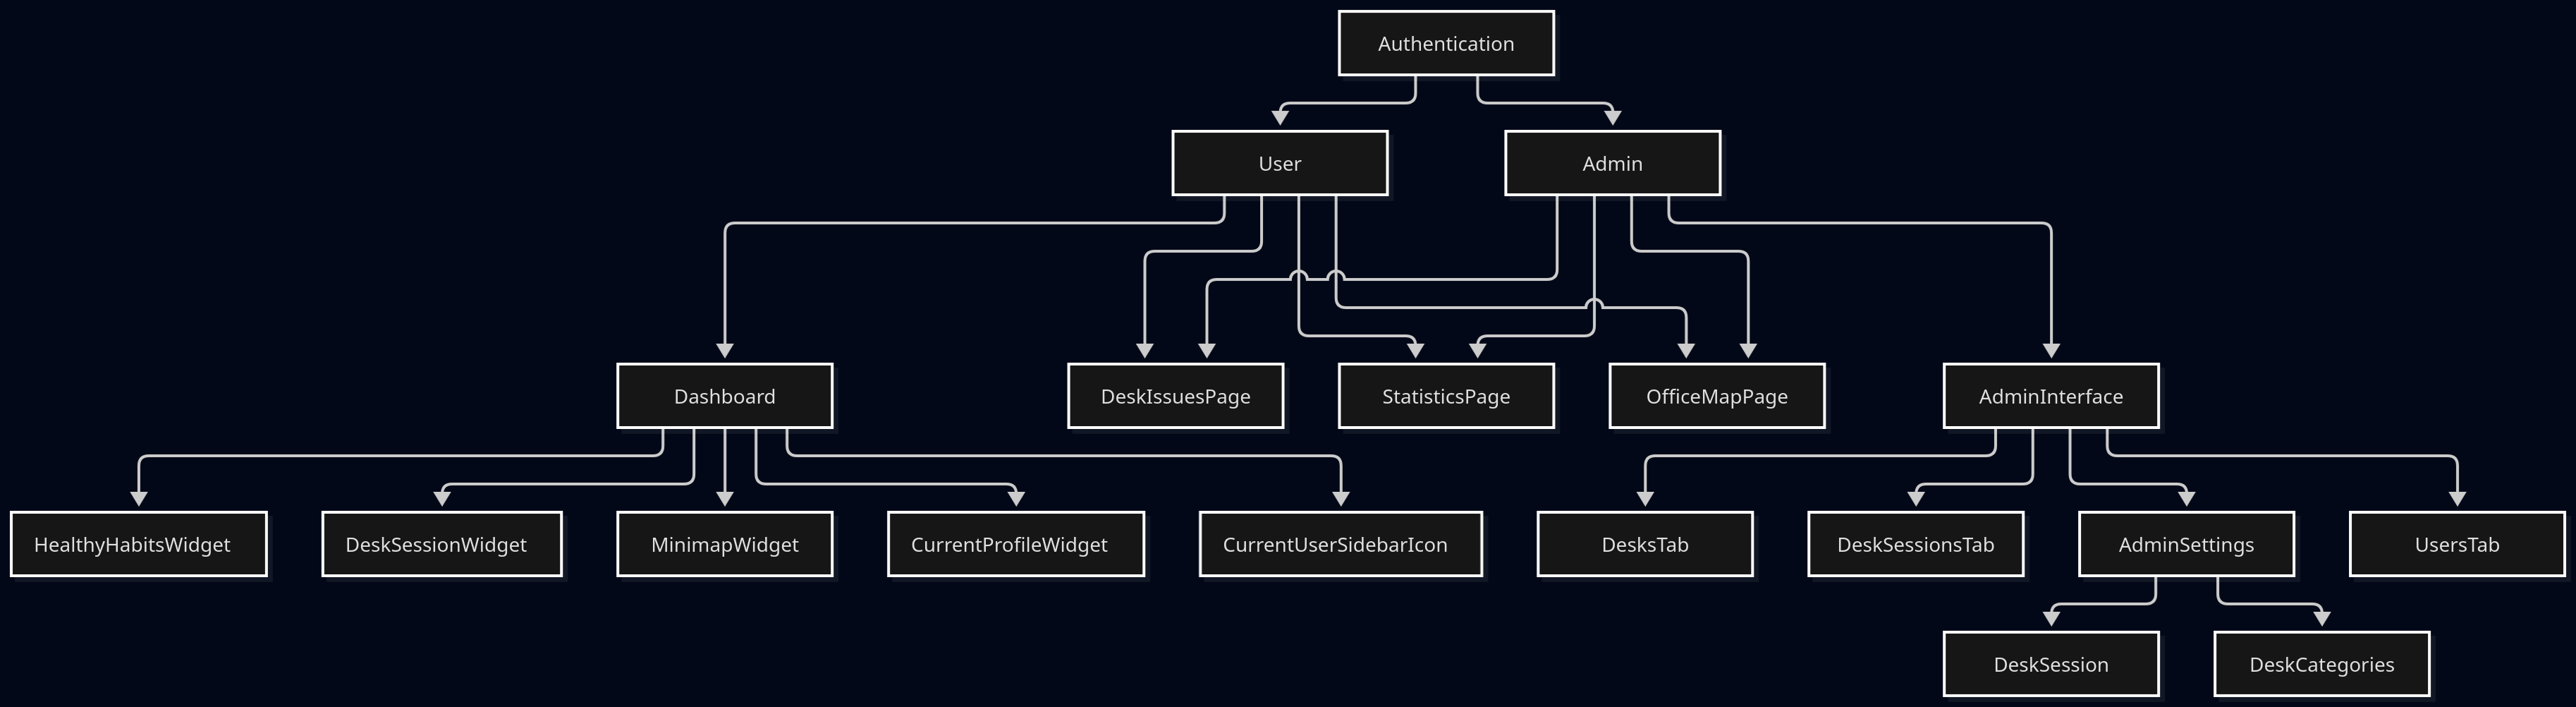 Authentication
User
Admin
Dashboard
DeskIssuesPage
StatisticsPage
OfficeMapPage
AdminInterface
HealthyHabitsWidget
DeskSessionWidget
MinimapWidget
CurrentProfileWidget
CurrentUserSidebarIcon
DesksTab
DeskSessionsTab
AdminSettings
UsersTab
DeskSession
DeskCategories